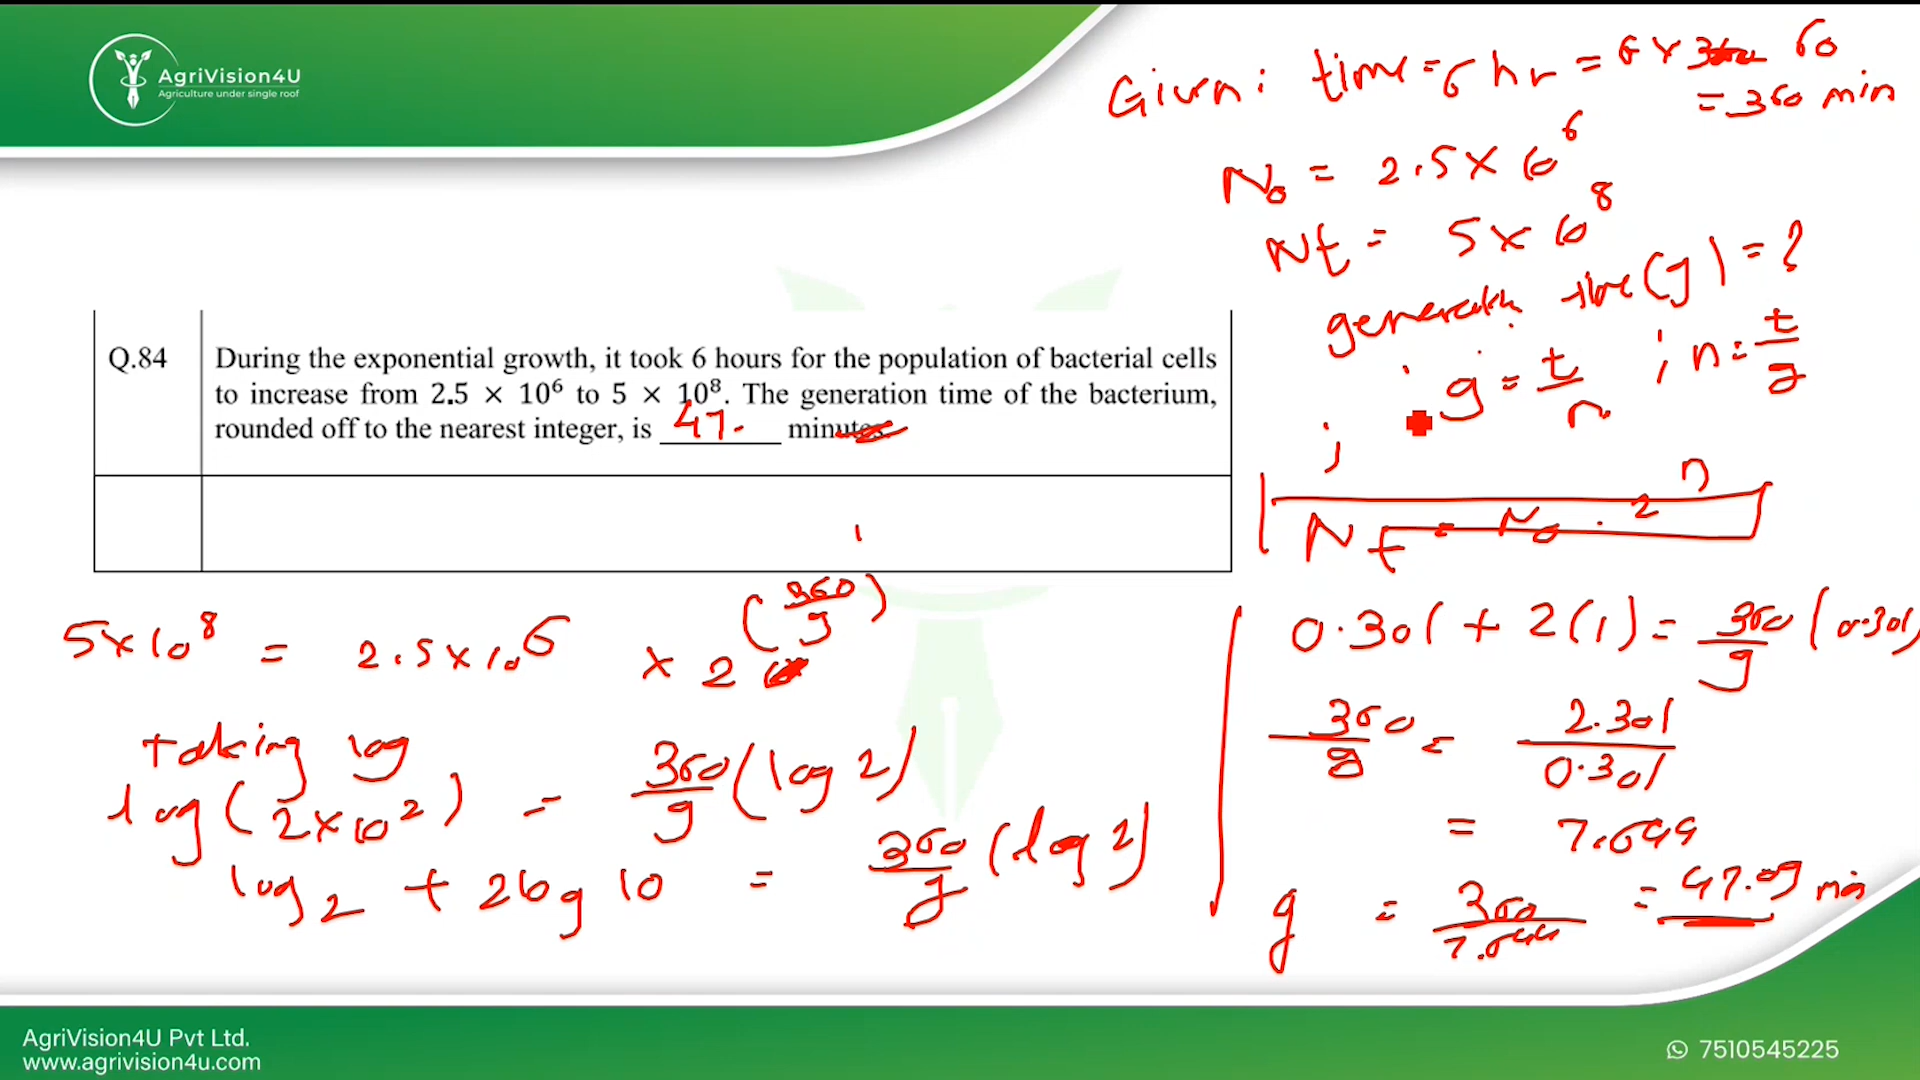 AgriVision4U
Agriculture under single roof
Given: time = 6 hr = 6 × 60
= 360 min
N₀ = 2.5 × 10⁶
Nt = 5 × 10⁸
generation time (g) = ?
g = t/n ; n = t/g
Nt = N₀ . 2ⁿ
Q.84
During the exponential growth, it took 6 hours for the population of bacterial cells
to increase from 2.5 × 10⁶ to 5 × 10⁸. The generation time of the bacterium,
rounded off to the nearest integer, is 47. minutes.
5×10⁸ = 2.5×10⁶ × 2^(360/g)
taking log
log (2×10²) = 360/g (log 2)
log 2 + 2 log 10 = 360/g (log 2)
0.301 + 2(1) = 360/g (0.301)
360/g = 2.301/0.301
= 7.644
g = 360/7.644 = 47.09 min
AgriVision4U Pvt Ltd.
www.agrivision4u.com
7510545225